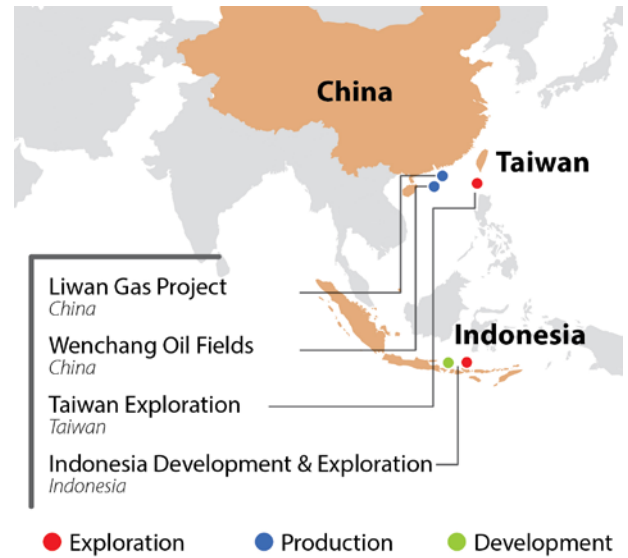 China
Taiwan
Indonesia
Liwan Gas Project
China
Wenchang Oil Fields
China
Taiwan Exploration
Taiwan
Indonesia Development & Exploration
Indonesia
Exploration
Production
Development